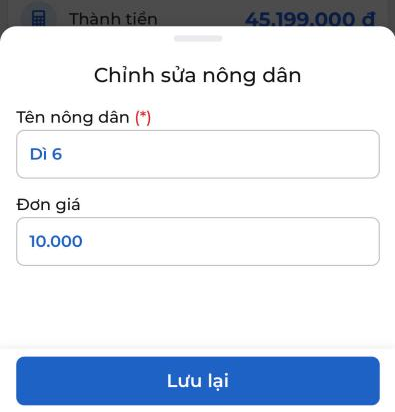 Thành tiền 45.199.000 đ
Chỉnh sửa nông dân
Tên nông dân (*)
Dì 6
Đơn giá
10.000
Lưu lại